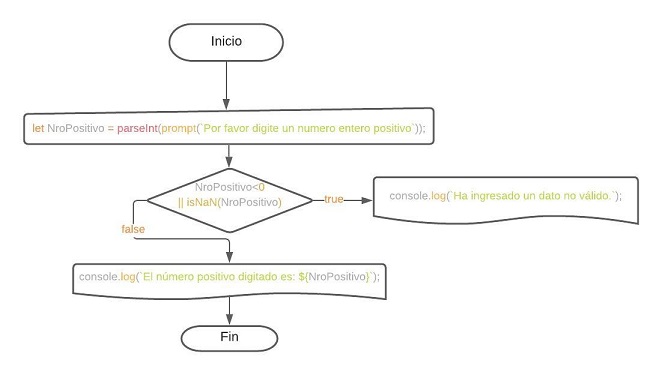 Inicio
let NroPositivo = parseInt(prompt(`Por favor digite un numero entero positivo`));
NroPositivo<0
|| isNaN(NroPositivo)
true
console.log(`Ha ingresado un dato no válido.`);
false
console.log(`El número positivo digitado es: ${NroPositivo}`);
Fin